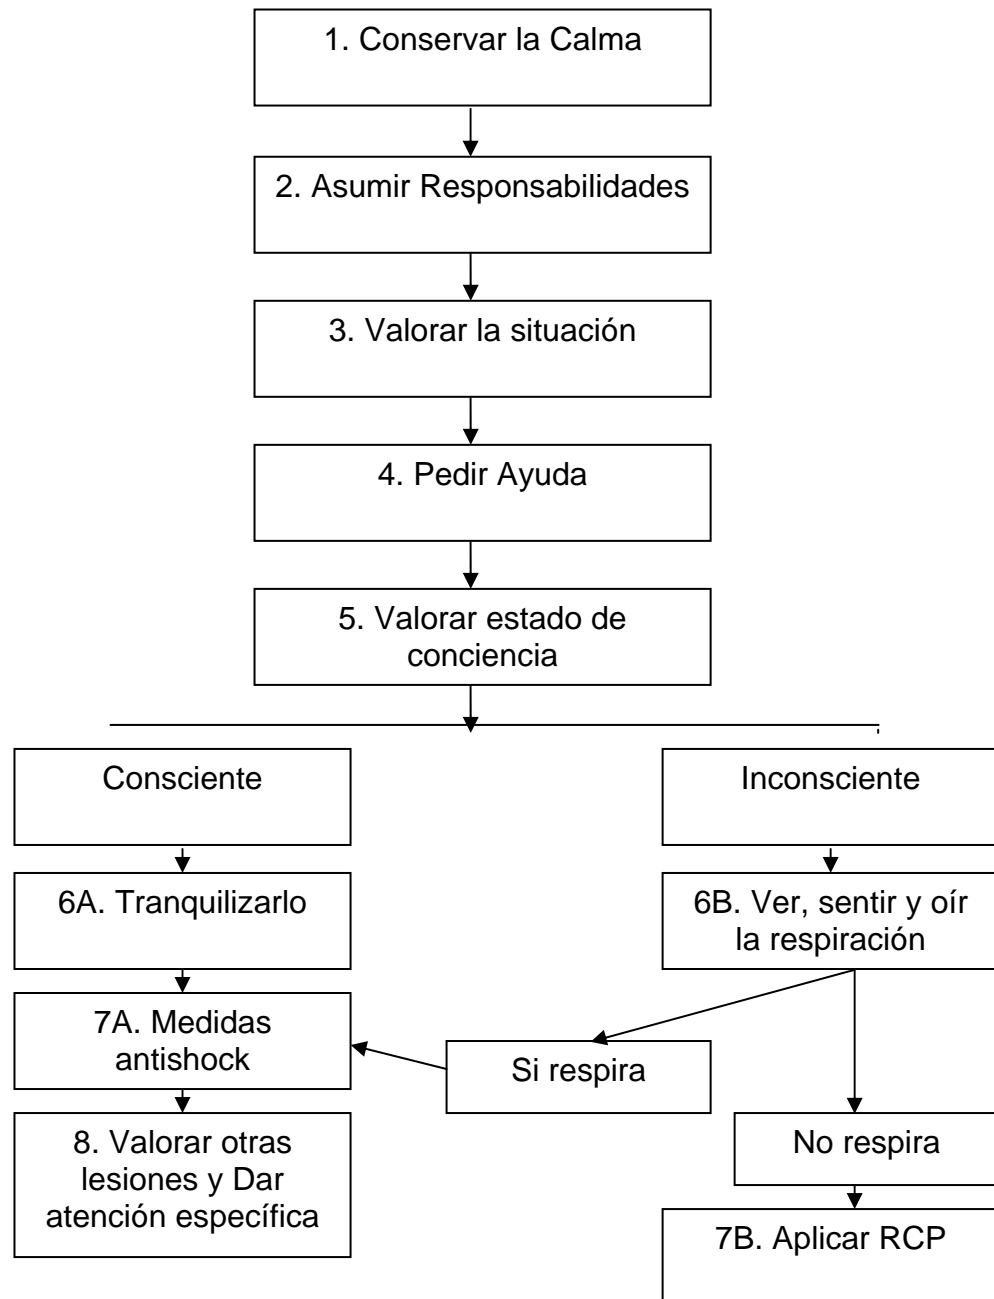 1. Conservar la Calma
2. Asumir Responsabilidades
3. Valorar la situación
4. Pedir Ayuda
5. Valorar estado de
conciencia
Consciente
Inconsciente
6A. Tranquilizarlo
6B. Ver, sentir y oír
la respiración
7A. Medidas
antishock
Si respira
8. Valorar otras
lesiones y Dar
atención específica
No respira
7B. Aplicar RCP